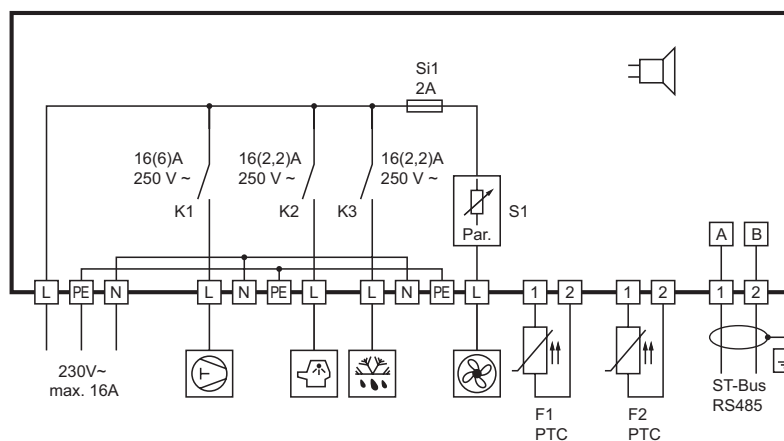 Si1
2A
16(6)A
250 V ~
K1
16(2,2)A
250 V ~
K2
K3
16(2,2)A
250 V ~
S1
Par.
A
B
L PE N L N PE L L N PE L 1 2 1 2 1 2
230V~
max. 16A
F1
PTC
F2
PTC
ST-Bus
RS485